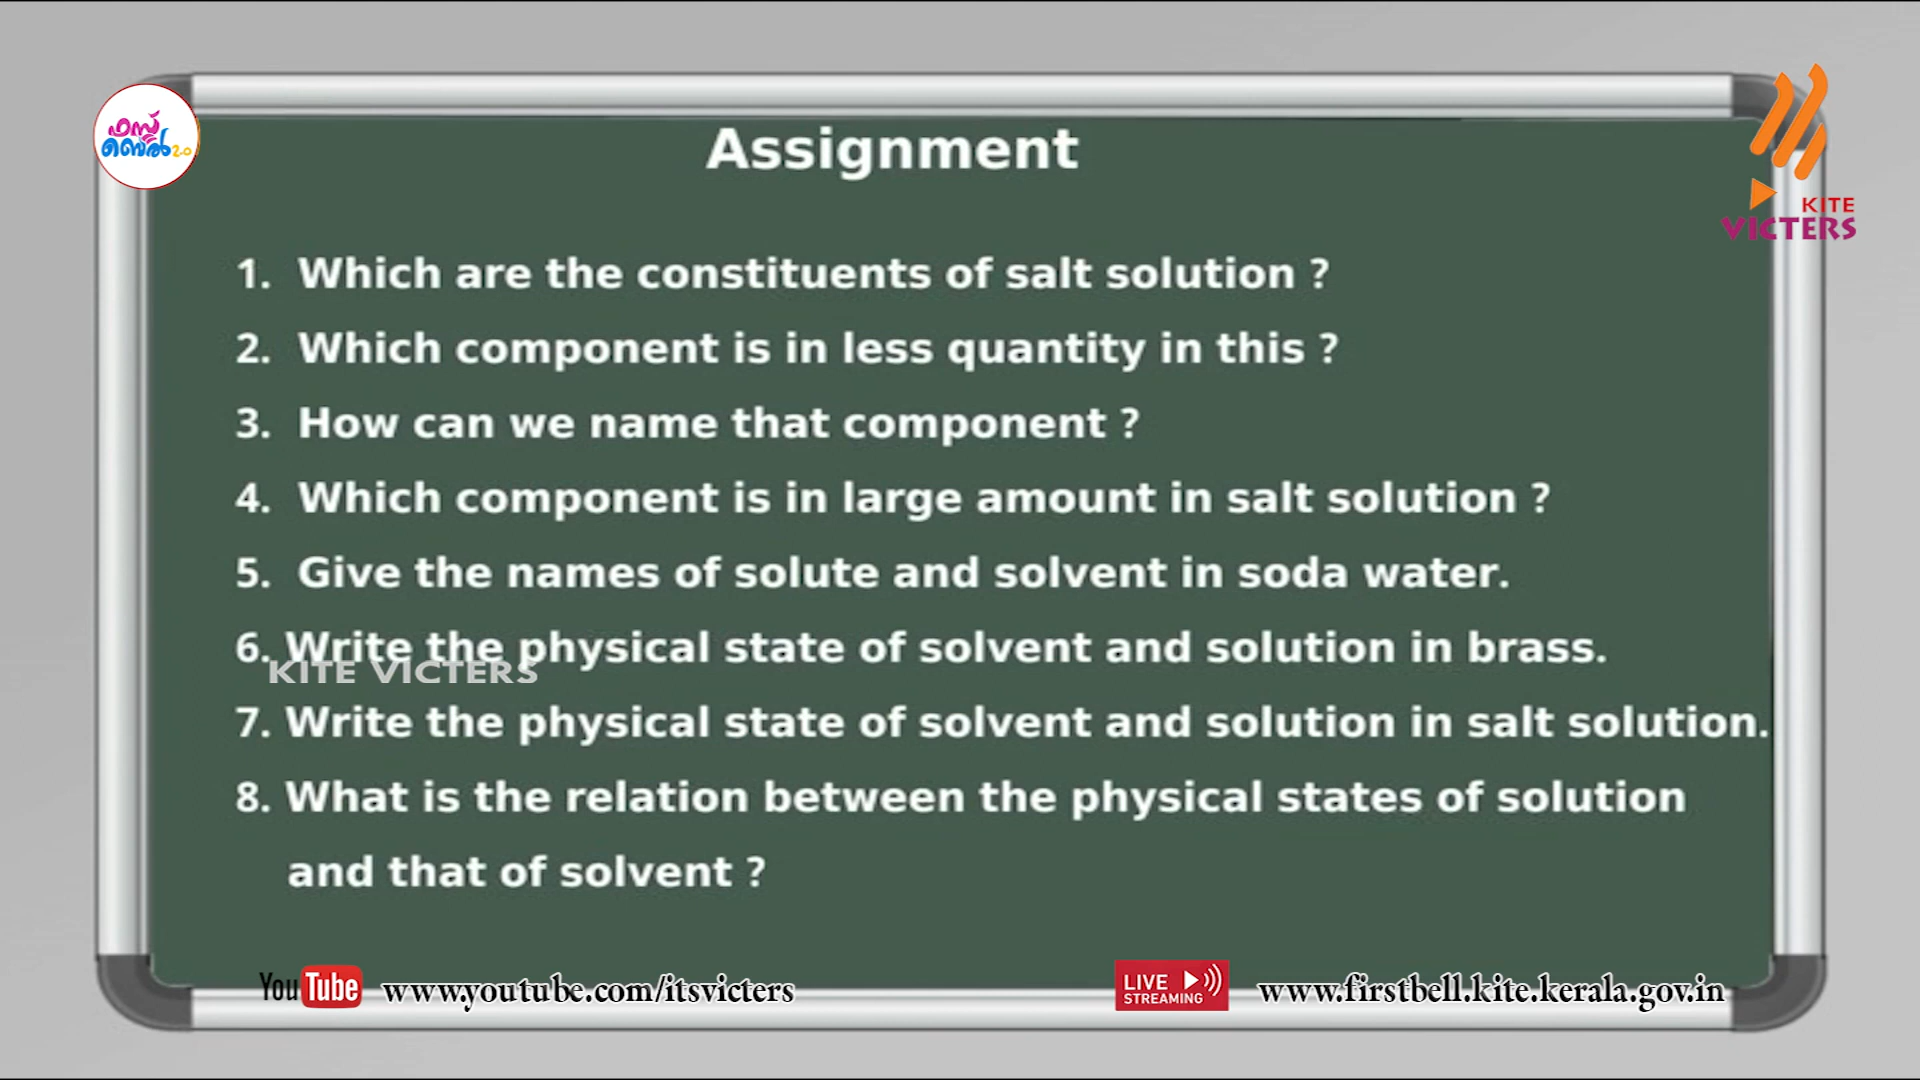 Assignment
ഫസ്റ്റ്
ബെൽ 2.0
KITE
VICTERS
1. Which are the constituents of salt solution ?
2. Which component is in less quantity in this ?
3. How can we name that component ?
4. Which component is in large amount in salt solution ?
5. Give the names of solute and solvent in soda water.
6. Write the physical state of solvent and solution in brass.
KITE VICTERS
7. Write the physical state of solvent and solution in salt solution.
8. What is the relation between the physical states of solution
and that of solvent ?
YouTube www.youtube.com/itsvicters
LIVE STREAMING www.firstbell.kite.kerala.gov.in